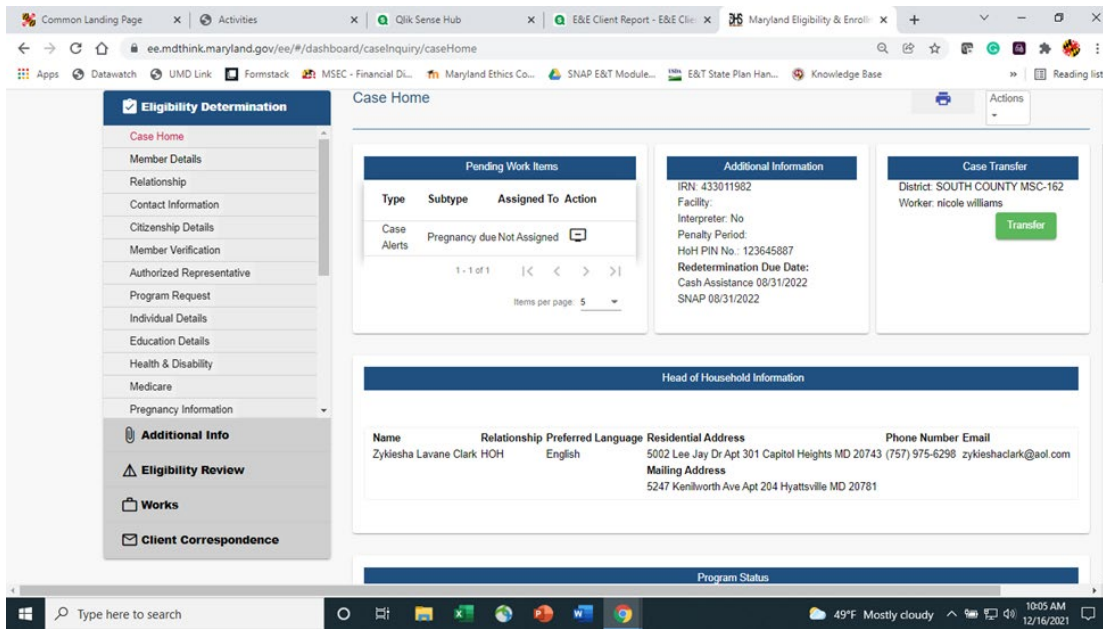 Common Landing Page
Activities
Qlik Sense Hub
E&E Client Report - E&E Clie
Maryland Eligibility & Enrolln
ee.mdthink.maryland.gov/ee/#/dashboard/caseInquiry/caseHome
Apps Datawatch UMD Link Formstack MSEC - Financial Di... Maryland Ethics Co... SNAP E&T Module... E&T State Plan Han... Knowledge Base » Reading list
Eligibility Determination
Case Home
Member Details
Relationship
Contact Information
Citizenship Details
Member Verification
Authorized Representative
Program Request
Individual Details
Education Details
Health & Disability
Medicare
Pregnancy Information
Additional Info
Eligibility Review
Works
Client Correspondence
Case Home
Actions
Pending Work Items
Type Subtype Assigned To Action
Case Alerts Pregnancy due Not Assigned
1 - 1 of 1
Items per page: 5
Additional Information
IRN: 433011982
Facility:
Interpreter: No
Penalty Period:
HoH PIN No.: 123645887
Redetermination Due Date:
Cash Assistance 08/31/2022
SNAP 08/31/2022
Case Transfer
District: SOUTH COUNTY MSC-162
Worker: nicole williams
Transfer
Head of Household Information
Name Relationship Preferred Language Residential Address Phone Number Email
Zykiesha Lavane Clark HOH English 5002 Lee Jay Dr Apt 301 Capitol Heights MD 20743 (757) 975-6298 zykieshaclark@aol.com
Mailing Address
5247 Kenilworth Ave Apt 204 Hyattsville MD 20781
Program Status
Type here to search
49°F Mostly cloudy
10:05 AM
12/16/2021